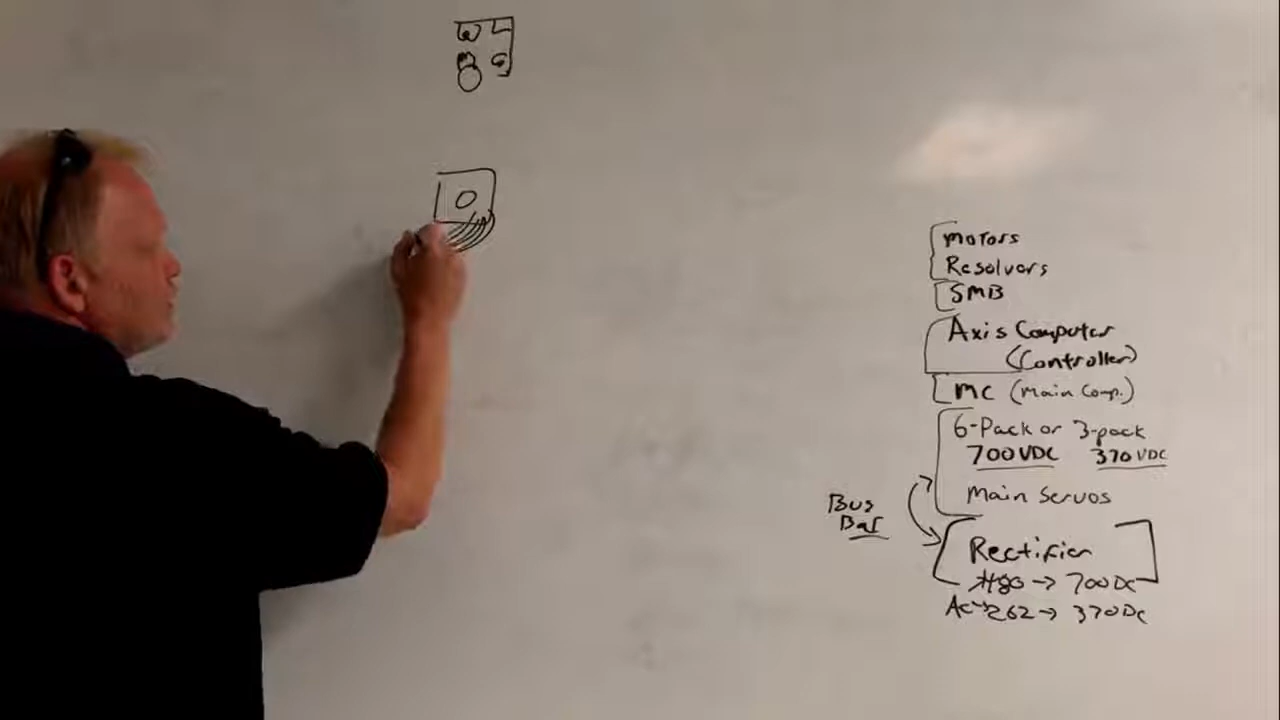 Motors
Resolvers
SMB
Axis Computer
(Controller)
MC (Main Comp.)
6-Pack or 3-pack
700VDC 370VDC
Main Servos
Bus
Bar
Rectifier
480 → 700DC
AC 262 → 370DC